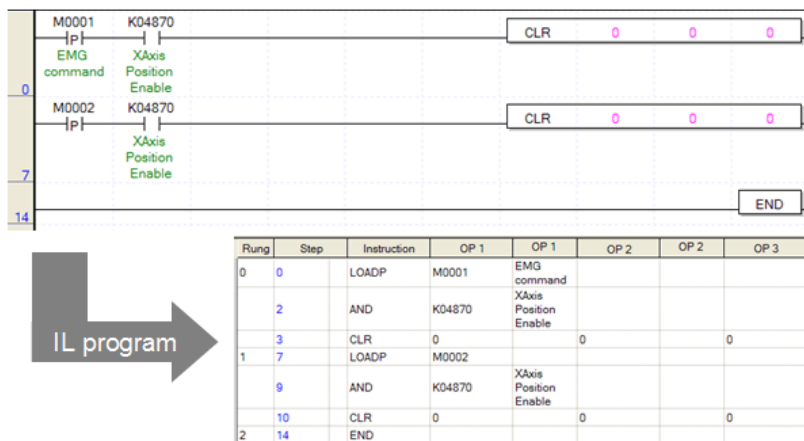 M0001 K04870
P
CLR 0 0 0
EMG XAxis
command Position
Enable
0
M0002 K04870
P
CLR 0 0 0
XAxis
Position
Enable
7
END
14
IL program
Rung Step Instruction OP 1 OP 1 OP 2 OP 2 OP 3
0 0 LOADP M0001 EMG
command
2 AND K04870 XAxis
Position
Enable
3 CLR 0 0 0
1 7 LOADP M0002
9 AND K04870 XAxis
Position
Enable
10 CLR 0 0 0
2 14 END